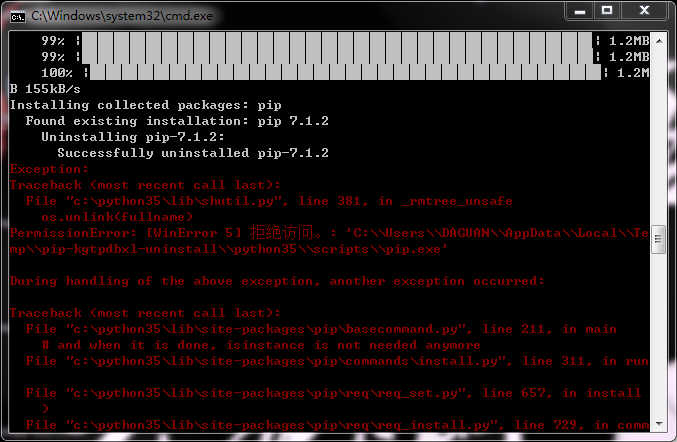 C:\Windows\system32\cmd.exe
99% | | 1.2MB
99% | | 1.2MB
100% | | 1.2M
B 155kB/s
Installing collected packages: pip
Found existing installation: pip 7.1.2
Uninstalling pip-7.1.2:
Successfully uninstalled pip-7.1.2
Exception:
Traceback (most recent call last):
File "c:\python35\lib\shutil.py", line 381, in _rmtree_unsafe
os.unlink(fullname)
PermissionError: [WinError 5] 拒绝访问。: 'C:\\Users\\DAGUAN\\AppData\\Local\\Te
mp\\pip-kgtpdbxl-uninstall\\python35\\scripts\\pip.exe'
During handling of the above exception, another exception occurred:
Traceback (most recent call last):
File "c:\python35\lib\site-packages\pip\basecommand.py", line 211, in main
# and when it is done, isinstance is not needed anymore
File "c:\python35\lib\site-packages\pip\commands\install.py", line 311, in run
File "c:\python35\lib\site-packages\pip\req\req_set.py", line 657, in install
)
File "c:\python35\lib\site-packages\pip\req\req_install.py", line 729, in comm